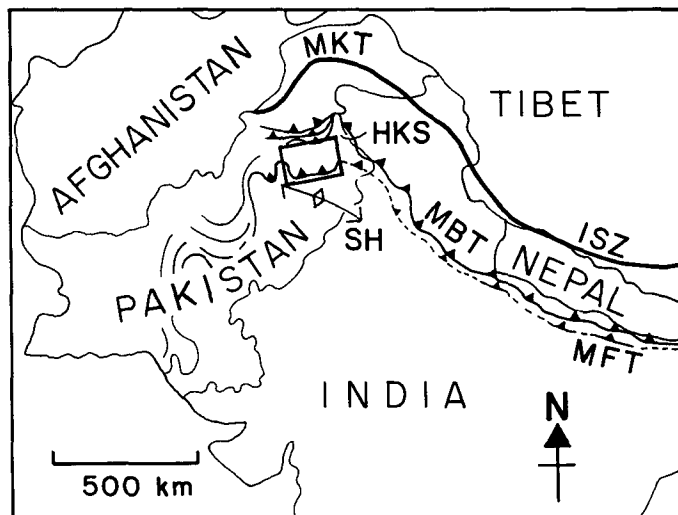 MKT
TIBET
AFGHANISTAN
HKS
SH
MBT
ISZ
NEPAL
PAKISTAN
MFT
INDIA
N
500 km